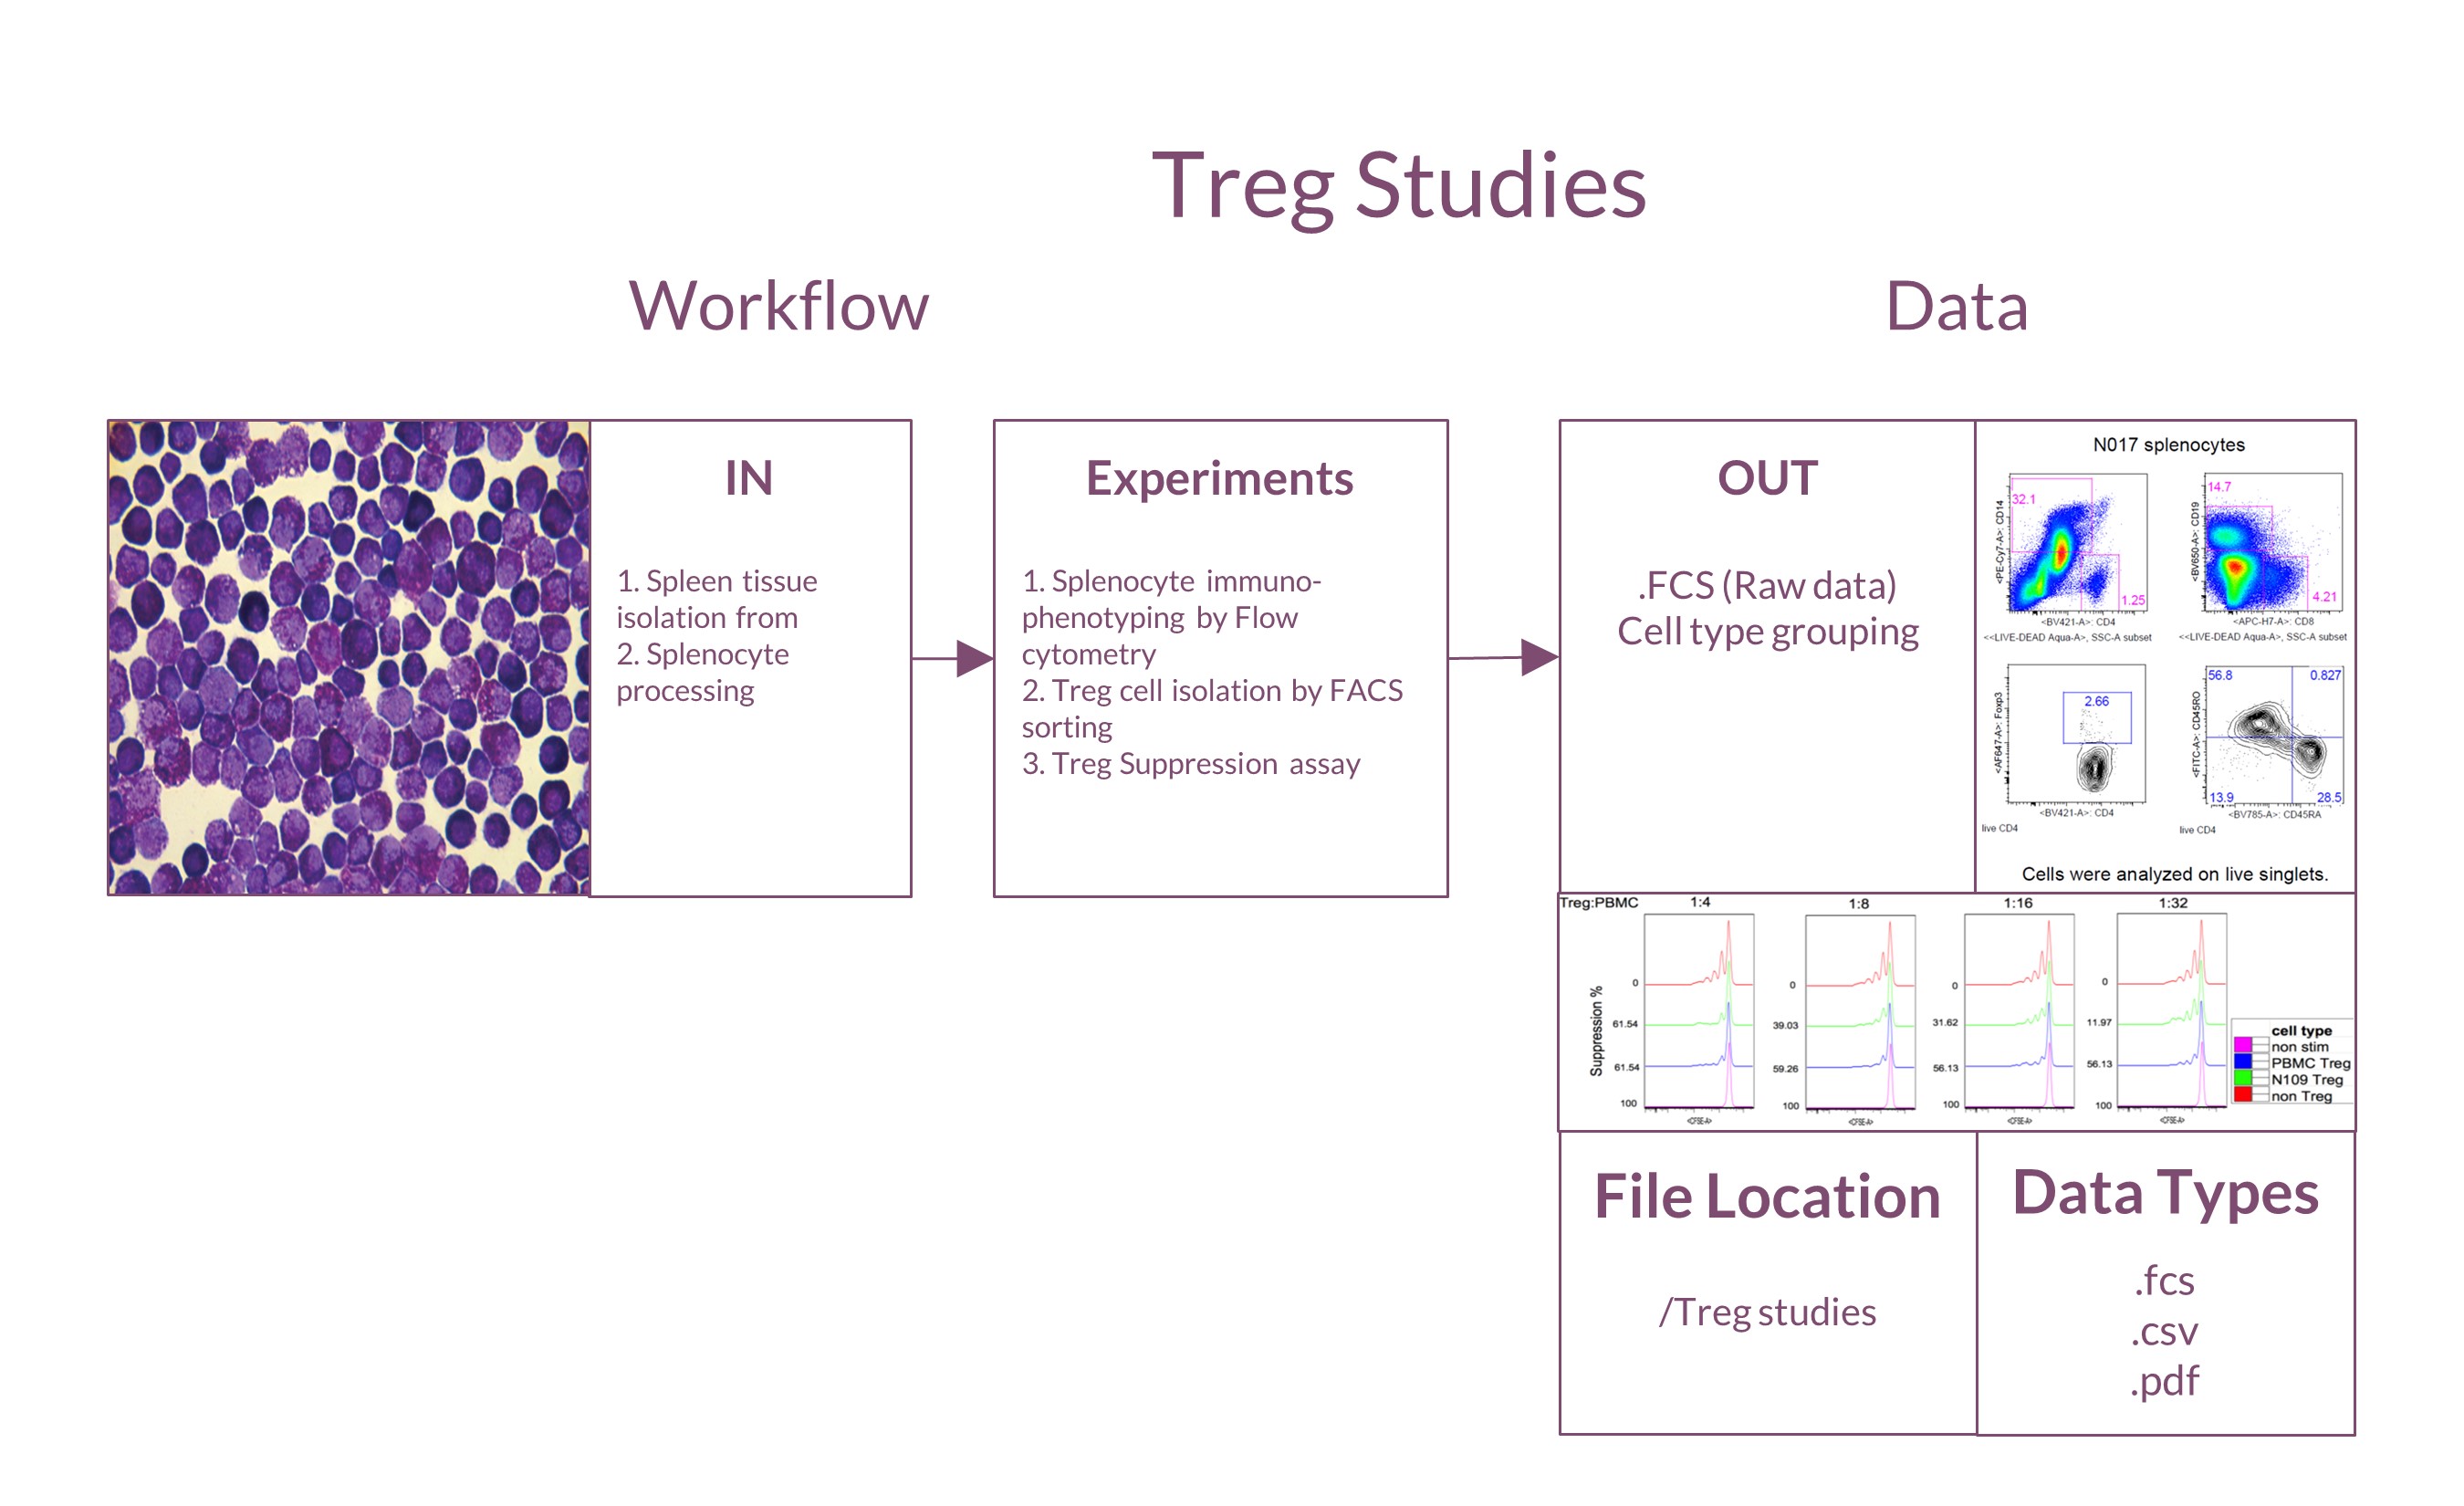 Treg Studies
Workflow
Data
IN
1. Spleen tissue
isolation from
2. Splenocyte
processing
Experiments
1. Splenocyte immuno-
phenotyping by Flow
cytometry
2. Treg cell isolation by FACS
sorting
3. Treg Suppression assay
OUT
.FCS (Raw data)
Cell type grouping
N017 splenocytes
32.1
1.25
<PE-Cy7-A>: CD14
<BV421-A>: CD4
<<LIVE-DEAD Aqua-A>, SSC-A subset
14.7
4.21
<BV650-A>: CD19
<APC-H7-A>: CD8
<<LIVE-DEAD Aqua-A>, SSC-A subset
2.66
<AF647-A>: Foxp3
<BV421-A>: CD4
live CD4
56.8
0.827
13.9
28.5
<FITC-A>: CD45RO
<BV785-A>: CD45RA
live CD4
Cells were analyzed on live singlets.
Treg:PBMC
1:4
1:8
1:16
1:32
Suppression %
0
61.54
61.54
100
<CFSE-A>
0
39.03
59.26
100
<CFSE-A>
0
31.62
56.13
100
<CFSE-A>
0
11.97
56.13
100
<CFSE-A>
cell type
non stim
PBMC Treg
N109 Treg
non Treg
File Location
/Treg studies
Data Types
.fcs
.csv
.pdf